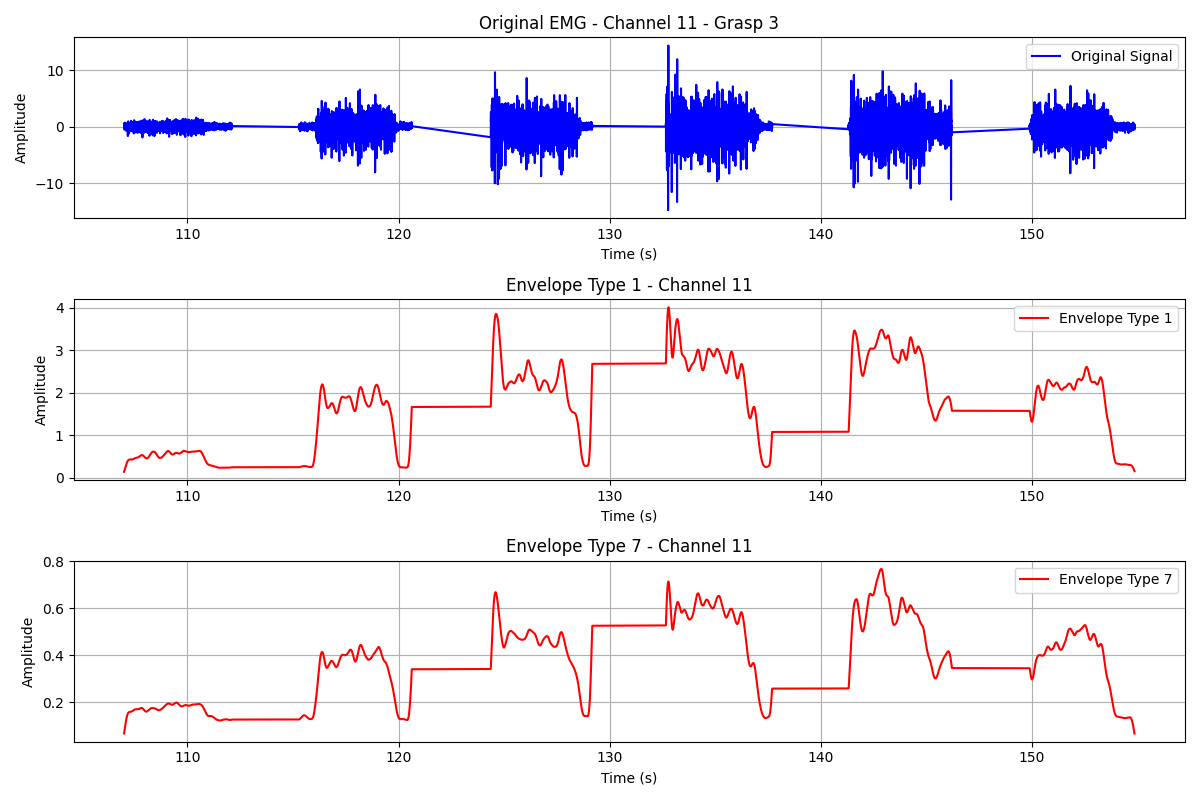 Original EMG - Channel 11 - Grasp 3
Original Signal
Amplitude
10
0
−10
110 120 130 140 150
Time (s)
Envelope Type 1 - Channel 11
Envelope Type 1
Amplitude
4
3
2
1
0
110 120 130 140 150
Time (s)
Envelope Type 7 - Channel 11
Envelope Type 7
Amplitude
0.8
0.6
0.4
0.2
110 120 130 140 150
Time (s)